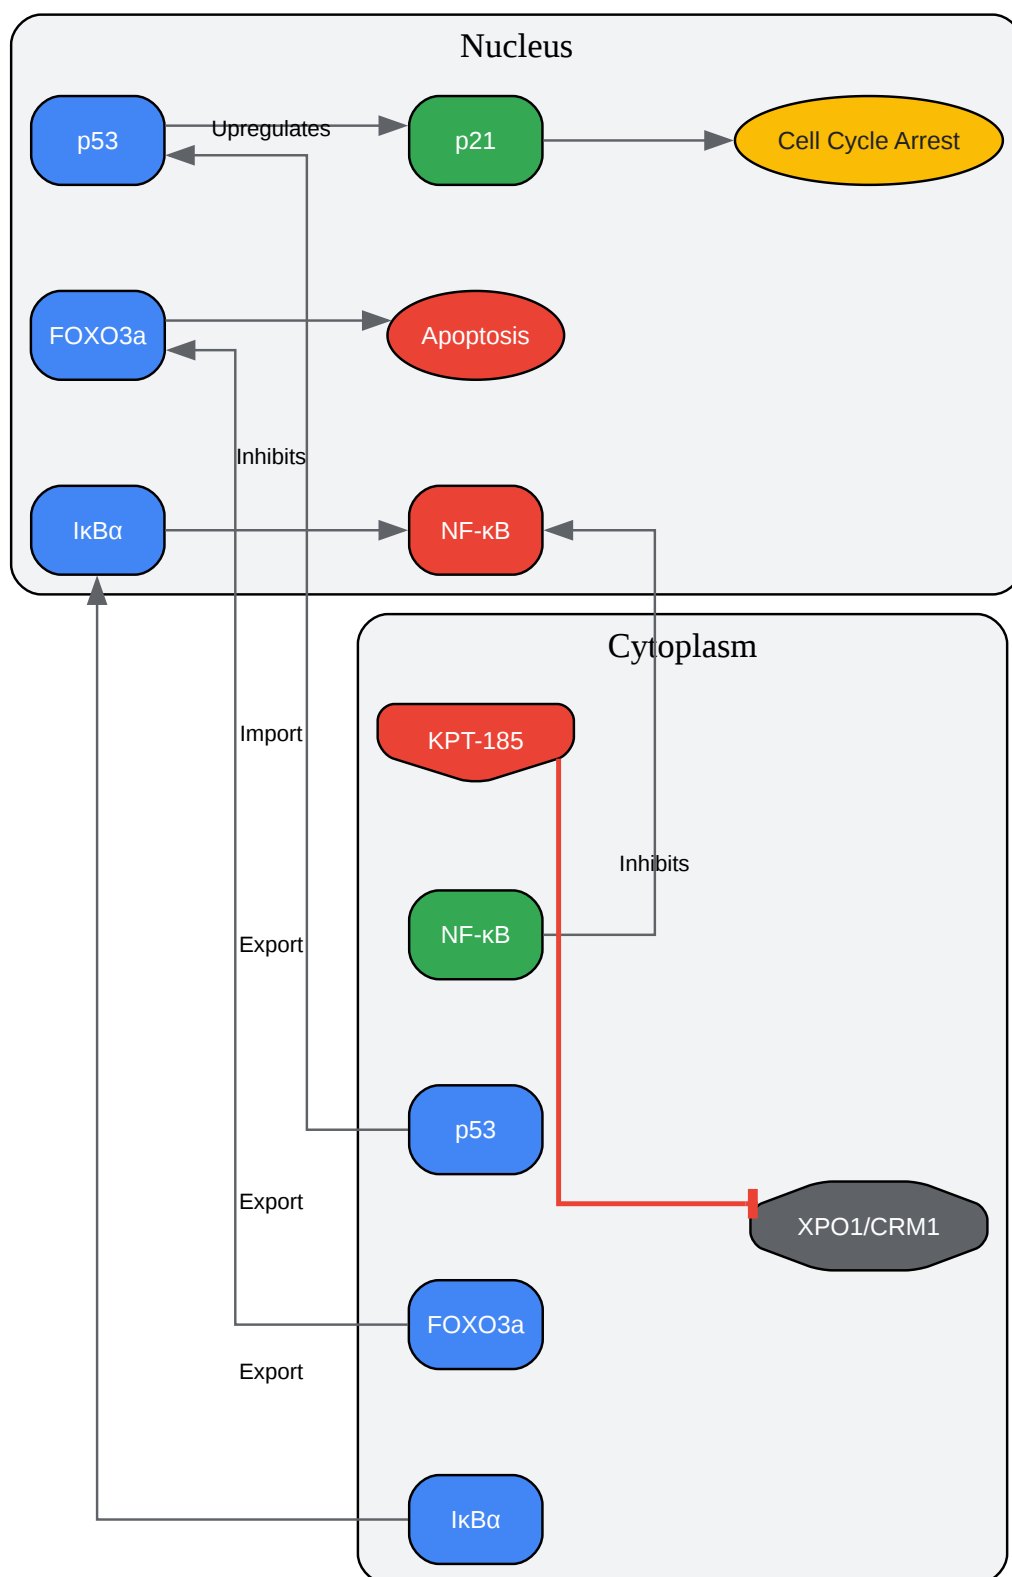 Nucleus
p53
Upregulates
p21
Cell Cycle Arrest
FOXO3a
Apoptosis
Inhibits
IκBα
NF-κB
Cytoplasm
Import
KPT-185
Inhibits
Export
NF-κB
p53
Export
XPO1/CRM1
FOXO3a
Export
IκBα